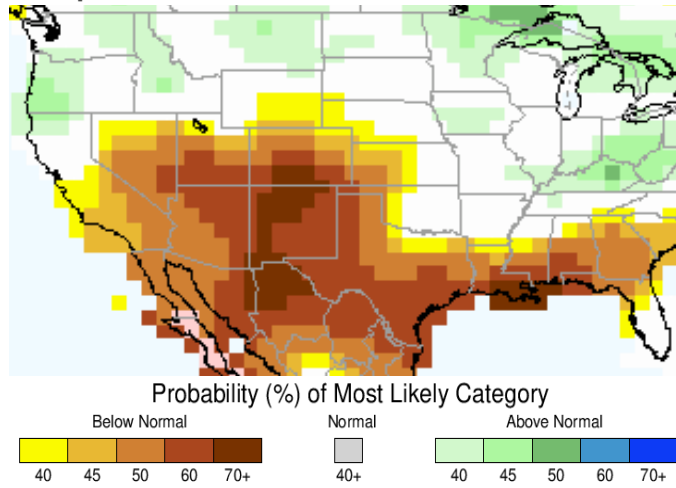 Probability (%) of Most Likely Category
Below Normal Normal Above Normal
40 45 50 60 70+ 40+ 40 45 50 60 70+